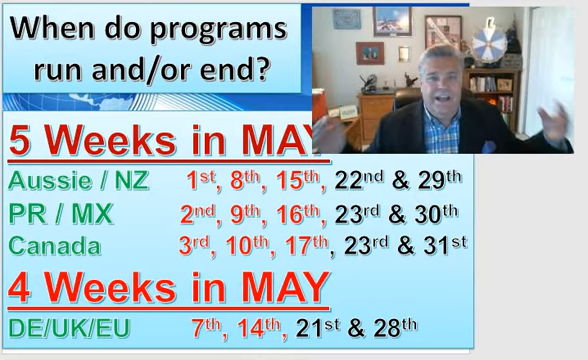 When do programs
run and/or end?
5 Weeks in MAY
Aussie / NZ 1st, 8th, 15th, 22nd & 29th
PR / MX 2nd, 9th, 16th, 23rd & 30th
Canada 3rd, 10th, 17th, 23rd & 31st
4 Weeks in MAY
DE/UK/EU 7th, 14th, 21st & 28th